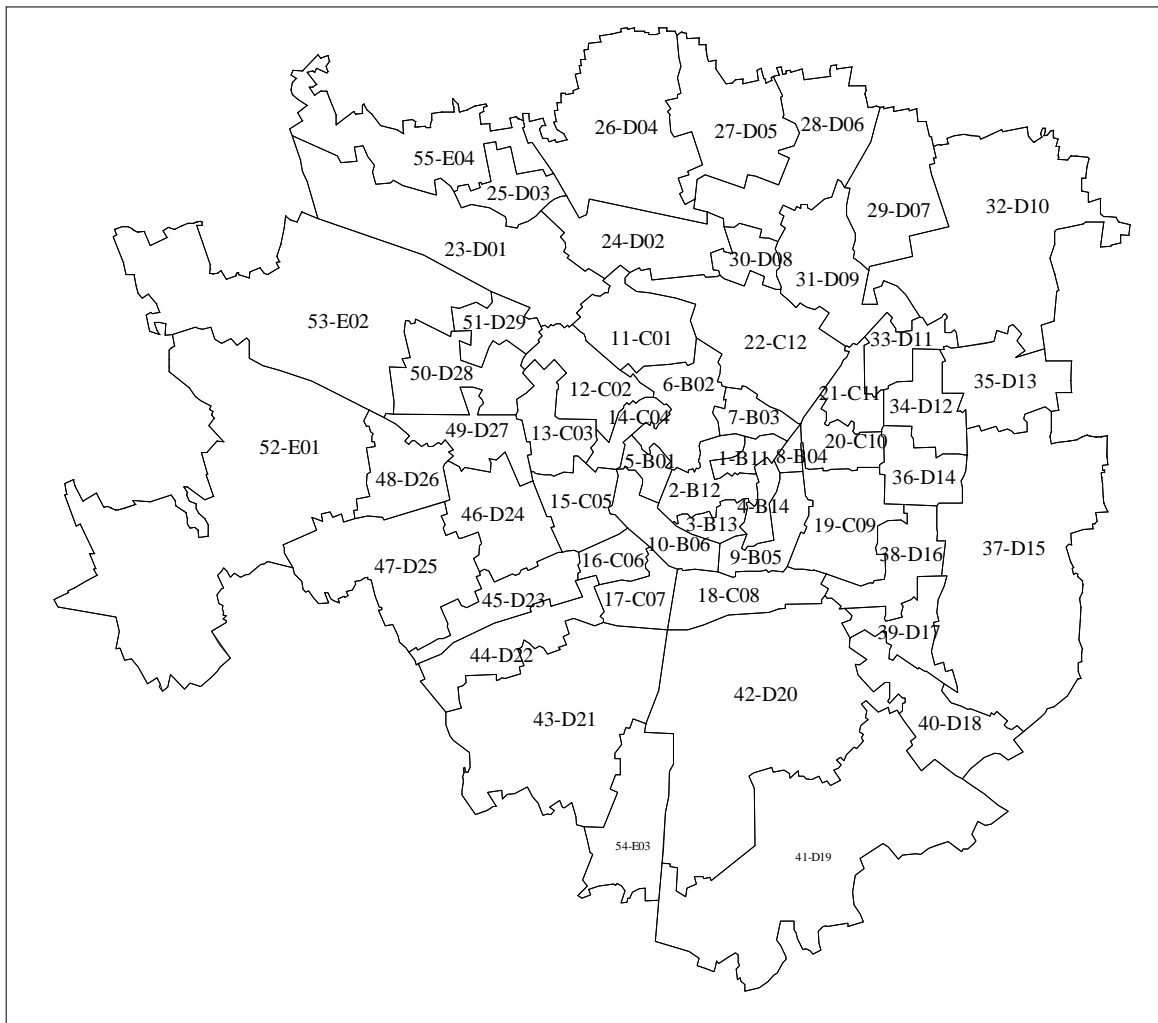 26-D04
27-D05
28-D06
55-E04
25-D03
29-D07
32-D10
23-D01
24-D02
30-D08
31-D09
53-E02
51-D29
11-C01
22-C12
33-D11
50-D28
12-C02
6-B02
21-C11
34-D12
35-D13
14-C04
7-B03
49-D27
13-C03
20-C10
52-E01
5-B01
1-B11
8-B04
48-D26
36-D14
2-B12
15-C05
4-B14
46-D24
3-B13
19-C09
10-B06
38-D16
37-D15
47-D25
16-C06
9-B05
45-D23
17-C07
18-C08
39-D17
44-D22
42-D20
43-D21
40-D18
54-E03
41-D19